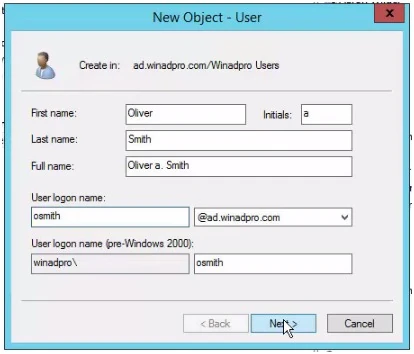 New Object - User
x
Create in: ad.winadpro.com/Winadpro Users
First name: Oliver Initials: a
Last name: Smith
Full name: Oliver a. Smith
User logon name:
osmith @ad.winadpro.com
User logon name (pre-Windows 2000):
winadpro\ osmith
< Back Next > Cancel